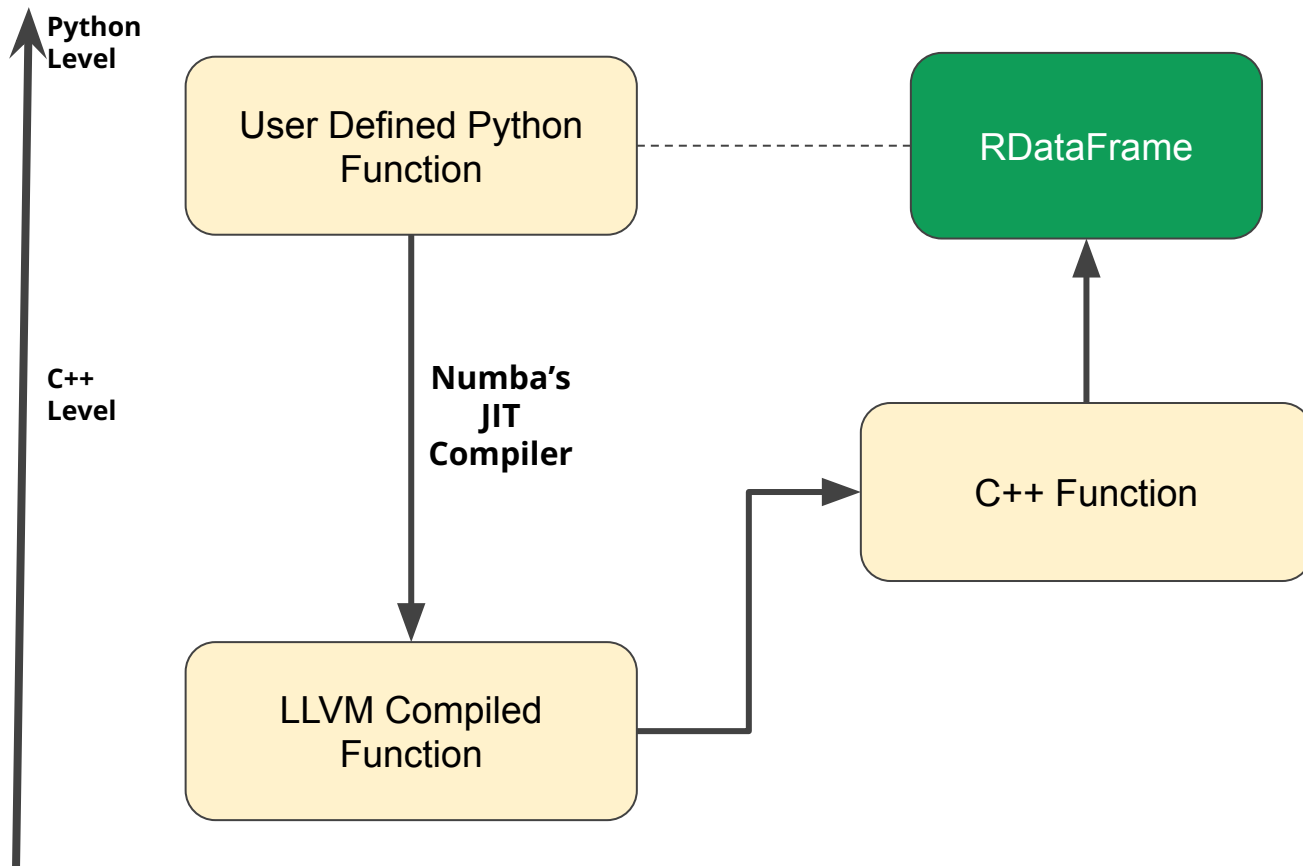 Python
Level
User Defined Python
Function
RDataFrame
C++
Level
Numba’s
JIT
Compiler
C++ Function
LLVM Compiled
Function